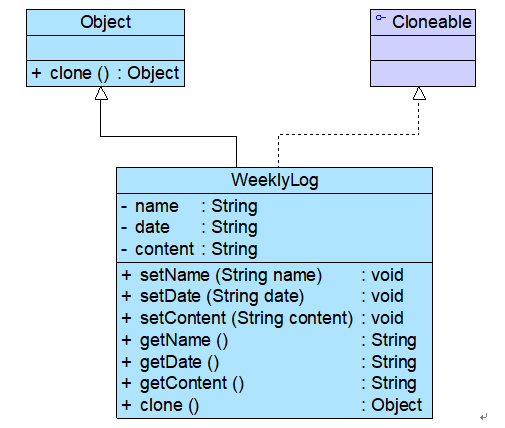 Object
Cloneable
+ clone () : Object
WeeklyLog
- name : String
- date : String
- content : String
+ setName (String name) : void
+ setDate (String date) : void
+ setContent (String content) : void
+ getName () : String
+ getDate () : String
+ getContent () : String
+ clone () : Object